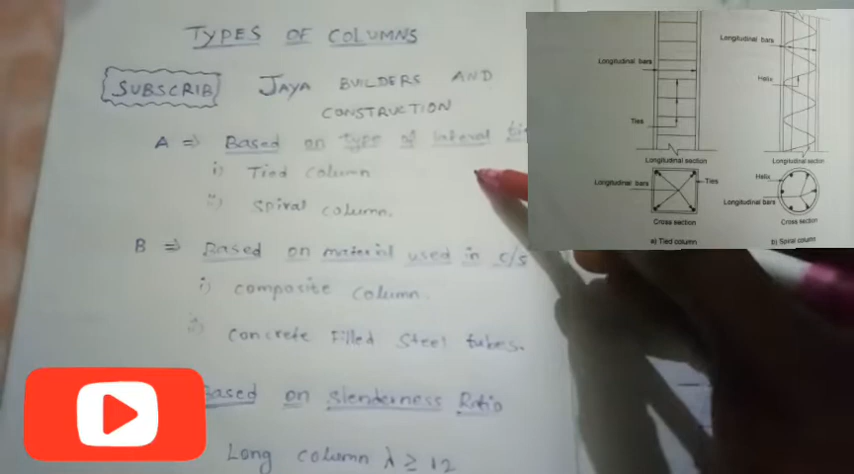 TYPES OF COLUMNS
SUBSCRIB JAYA BUILDERS AND
CONSTRUCTION
A ⇒ Based on type of lateral
i) Tied column
ii) Spiral column.
B ⇒ Based on material used in c/s
i) composite column.
ii) concrete Filled Steel tubes.
Based on Slenderness Ratio
Long column λ ≥ 12
Longitudinal bars
Ties
Longitudinal section
Longitudinal bars
Ties
Cross section
a) Tied column
Longitudinal bars
Helix
Longitudinal section
Helix
Longitudinal bars
Cross section
b) Spiral column